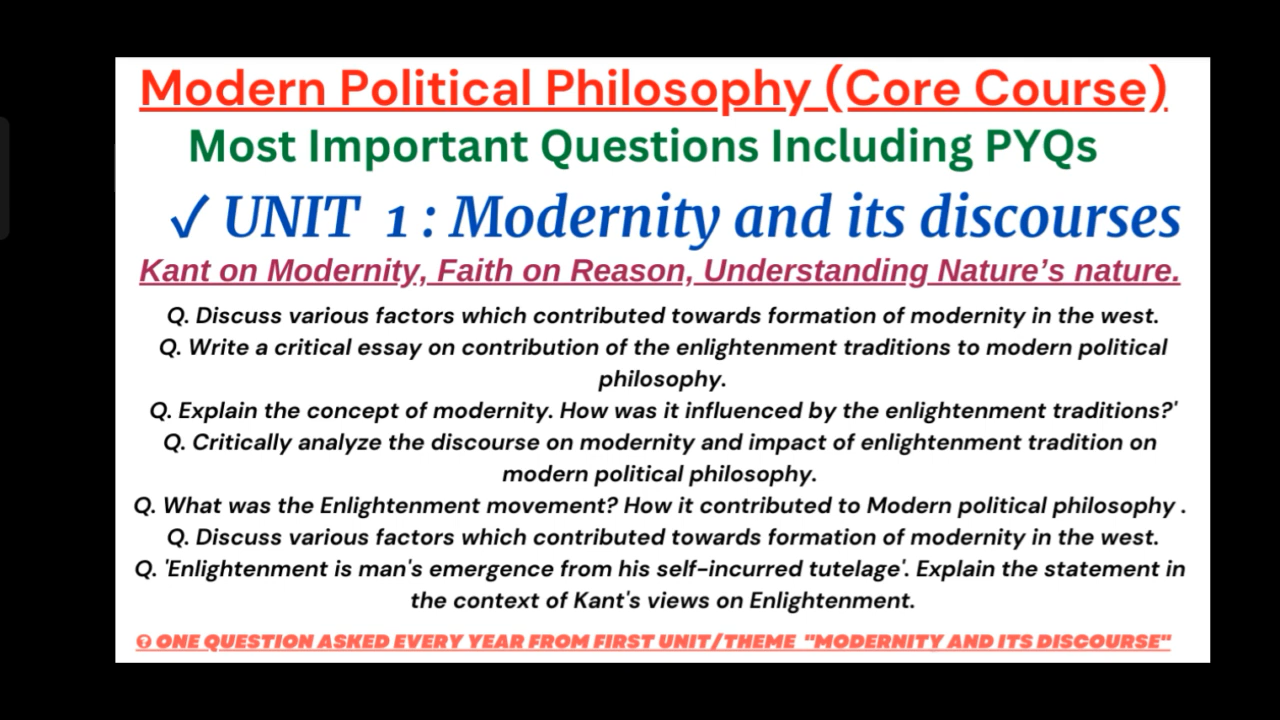 Modern Political Philosophy (Core Course)
Most Important Questions Including PYQs
✓ UNIT 1 : Modernity and its discourses
Kant on Modernity, Faith on Reason, Understanding Nature’s nature.
Q. Discuss various factors which contributed towards formation of modernity in the west.
Q. Write a critical essay on contribution of the enlightenment traditions to modern political
philosophy.
Q. Explain the concept of modernity. How was it influenced by the enlightenment traditions?'
Q. Critically analyze the discourse on modernity and impact of enlightenment tradition on
modern political philosophy.
Q. What was the Enlightenment movement? How it contributed to Modern political philosophy .
Q. Discuss various factors which contributed towards formation of modernity in the west.
Q. 'Enlightenment is man's emergence from his self-incurred tutelage'. Explain the statement in
the context of Kant's views on Enlightenment.
ONE QUESTION ASKED EVERY YEAR FROM FIRST UNIT/THEME "MODERNITY AND ITS DISCOURSE"